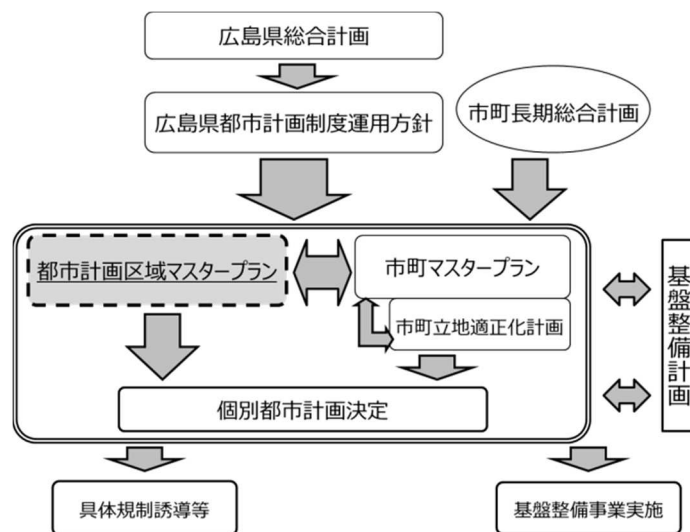 広島県総合計画
広島県都市計画制度運用方針
市町長期総合計画
都市計画区域マスタープラン
市町マスタープラン
市町立地適正化計画
個別都市計画決定
基盤整備計画
具体規制誘導等
基盤整備事業実施